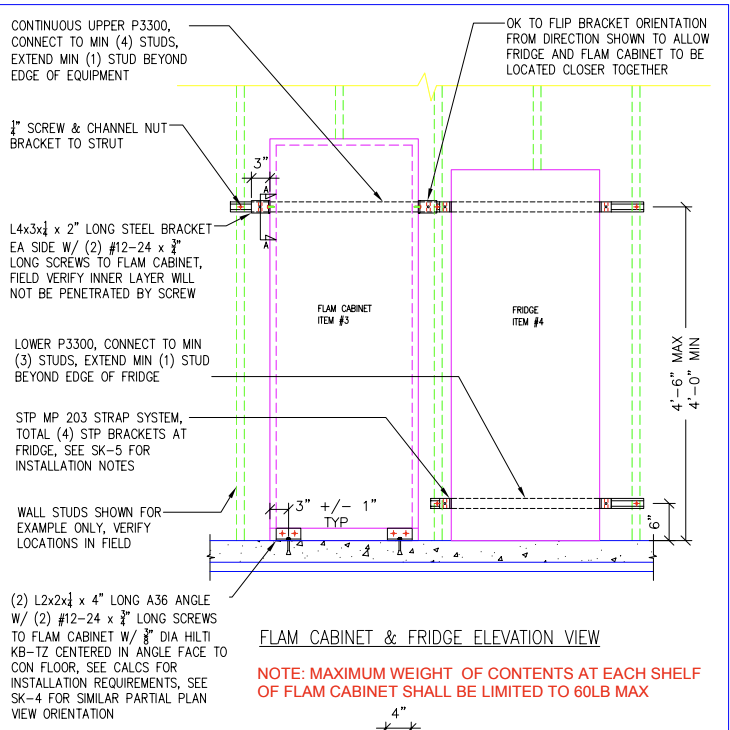 CONTINUOUS UPPER P3300,
CONNECT TO MIN (4) STUDS,
EXTEND MIN (1) STUD BEYOND
EDGE OF EQUIPMENT
OK TO FLIP BRACKET ORIENTATION
FROM DIRECTION SHOWN TO ALLOW
FRIDGE AND FLAM CABINET TO BE
LOCATED CLOSER TOGETHER
1/4" SCREW & CHANNEL NUT
BRACKET TO STRUT
3"
A
A
L4x3x1/4 x 2" LONG STEEL BRACKET
EA SIDE W/ (2) #12-24 x 3/4"
LONG SCREWS TO FLAM CABINET,
FIELD VERIFY INNER LAYER WILL
NOT BE PENETRATED BY SCREW
FLAM CABINET
ITEM #3
FRIDGE
ITEM #4
LOWER P3300, CONNECT TO MIN
(3) STUDS, EXTEND MIN (1) STUD
BEYOND EDGE OF FRIDGE
4'-6" MAX
4'-0" MIN
STP MP 203 STRAP SYSTEM,
TOTAL (4) STP BRACKETS AT
FRIDGE, SEE SK-5 FOR
INSTALLATION NOTES
3" +/- 1"
TYP
6"
WALL STUDS SHOWN FOR
EXAMPLE ONLY, VERIFY
LOCATIONS IN FIELD
(2) L2x2x1/4 x 4" LONG A36 ANGLE
W/ (2) #12-24 x 3/4" LONG SCREWS
TO FLAM CABINET W/ 3/8" DIA HILTI
KB-TZ CENTERED IN ANGLE FACE TO
CON FLOOR, SEE CALCS FOR
INSTALLATION REQUIREMENTS, SEE
SK-4 FOR SIMILAR PARTIAL PLAN
VIEW ORIENTATION
FLAM CABINET & FRIDGE ELEVATION VIEW
NOTE: MAXIMUM WEIGHT OF CONTENTS AT EACH SHELF
OF FLAM CABINET SHALL BE LIMITED TO 60LB MAX
4"